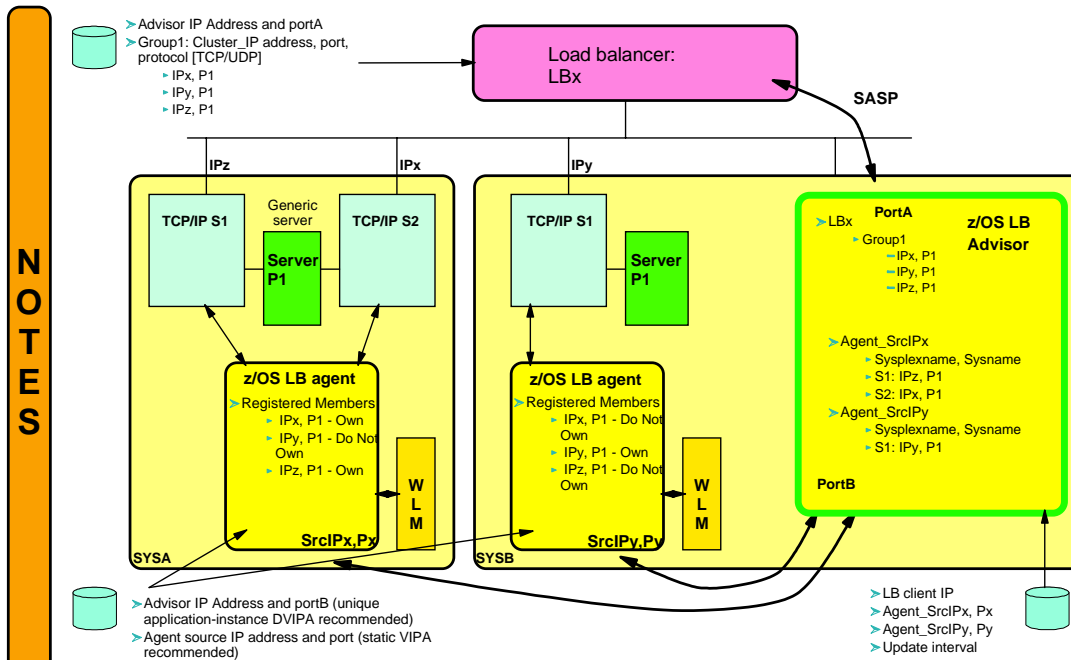 NOTES
Advisor IP Address and portA
Group1: Cluster_IP address, port,
protocol [TCP/UDP]
IPx, P1
IPy, P1
IPz, P1
Load balancer:
LBx
SASP
IPz
IPx
IPy
TCP/IP S1
Generic
server
Server
P1
TCP/IP S2
TCP/IP S1
Server
P1
PortA
z/OS LB
Advisor
LBx
Group1
IPx, P1
IPy, P1
IPz, P1
Agent_SrcIPx
Sysplexname, Sysname
S1: IPz, P1
S2: IPx, P1
Agent_SrcIPy
Sysplexname, Sysname
S1: IPy, P1
PortB
z/OS LB agent
Registered Members
IPx, P1 - Own
IPy, P1 - Do Not
Own
IPz, P1 - Own
WLM
SrcIPx,Px
SYSA
z/OS LB agent
Registered Members
IPx, P1 - Do Not
Own
IPy, P1 - Own
IPz, P1 - Do Not
Own
WLM
SrcIPy,Py
SYSB
Advisor IP Address and portB (unique
application-instance DVIPA recommended)
Agent source IP address and port (static VIPA
recommended)
LB client IP
Agent_SrcIPx, Px
Agent_SrcIPy, Py
Update interval